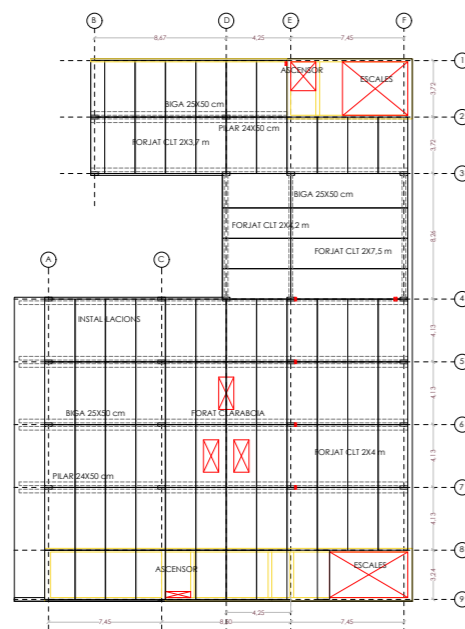 B
D
E
F
8,67
4,25
7,45
1
ASCENSOR
ESCALES
3,72
BIGA 25X50 cm
2
PILAR 24X50 cm
FORJAT CLT 2X3,7 m
3,72
3
BIGA 25X50 cm
FORJAT CLT 2X4,2 m
8,26
FORJAT CLT 2X7,5 m
A
C
4
INSTAL·LACIONS
4,13
5
4,13
BIGA 25X50 cm
FORAT CLARABOIA
6
FORJAT CLT 2X4 m
4,13
PILAR 24X50 cm
7
4,13
8
ASCENSOR
ESCALES
3,24
9
4,25
7,45
7,45